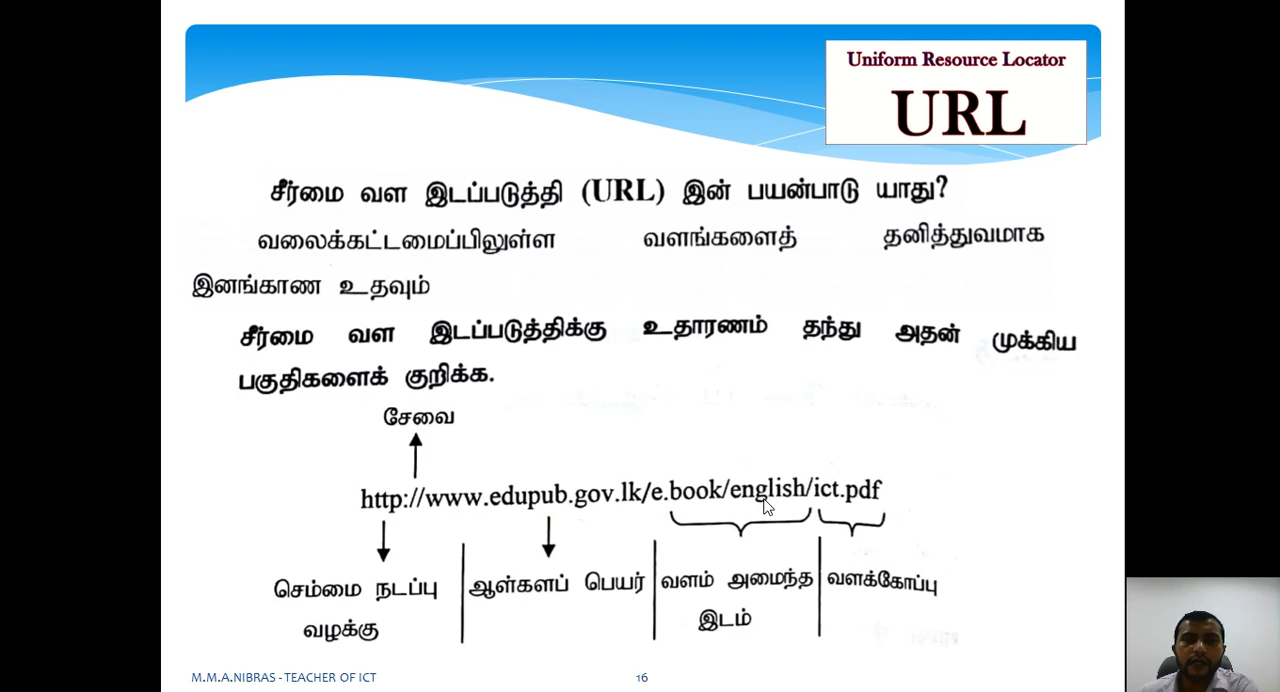 Uniform Resource Locator
URL
சீர்மை வள இடப்படுத்தி (URL) இன் பயன்பாடு யாது?
வலைக்கட்டமைப்பிலுள்ள வளங்களைத் தனித்துவமாக
இனங்காண உதவும்
சீர்மை வள இடப்படுத்திக்கு உதாரணம் தந்து அதன் முக்கிய
பகுதிகளைக் குறிக்க.
சேவை
http://www.edupub.gov.lk/e.book/english/ict.pdf
செம்மை நடப்பு ஆள்களப் பெயர் வளம் அமைந்த வளக்கோப்பு
வழக்கு இடம்
M.M.A.NIBRAS - TEACHER OF ICT 16